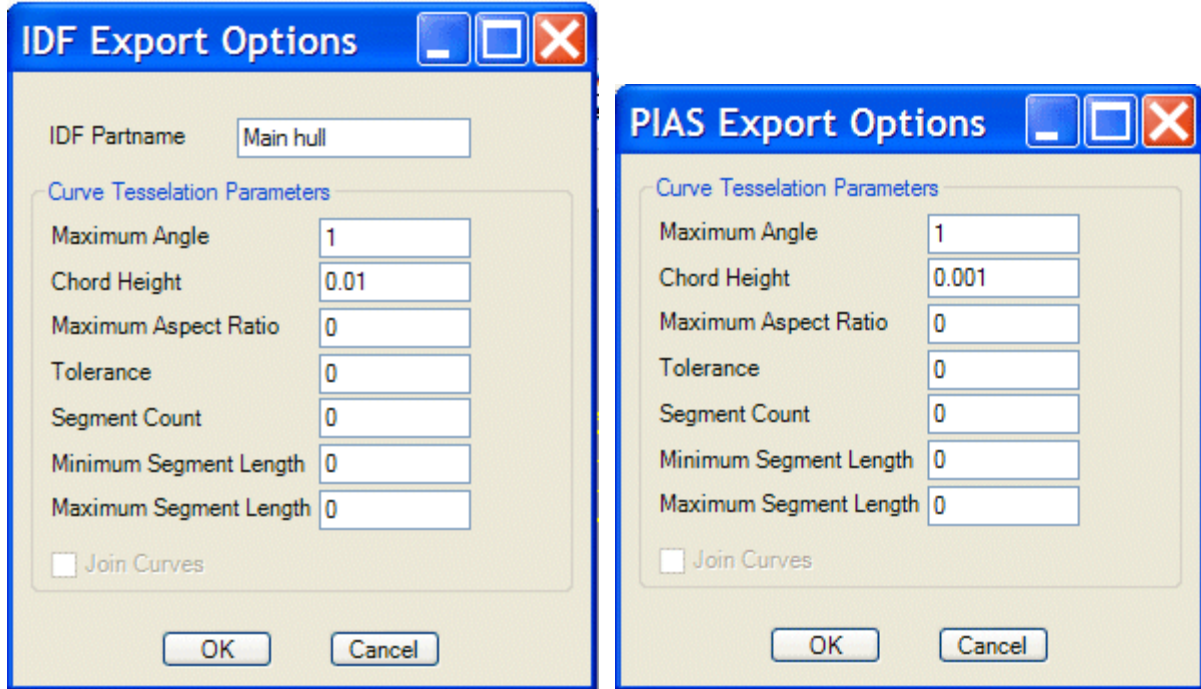 IDF Export Options
IDF Partname Main hull
Curve Tesselation Parameters
Maximum Angle 1
Chord Height 0.01
Maximum Aspect Ratio 0
Tolerance 0
Segment Count 0
Minimum Segment Length 0
Maximum Segment Length 0
Join Curves
OK Cancel
PIAS Export Options
Curve Tesselation Parameters
Maximum Angle 1
Chord Height 0.001
Maximum Aspect Ratio 0
Tolerance 0
Segment Count 0
Minimum Segment Length 0
Maximum Segment Length 0
Join Curves
OK Cancel